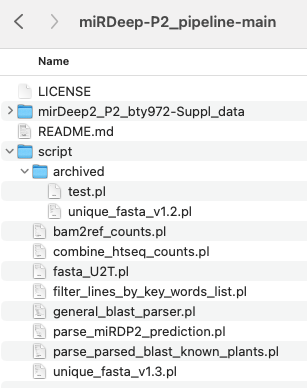 miRDeep-P2_pipeline-main
Name
LICENSE
mirDeep2_P2_bty972-Suppl_data
README.md
script
archived
test.pl
unique_fasta_v1.2.pl
bam2ref_counts.pl
combine_htseq_counts.pl
fasta_U2T.pl
filter_lines_by_key_words_list.pl
general_blast_parser.pl
parse_miRDP2_prediction.pl
parse_parsed_blast_known_plants.pl
unique_fasta_v1.3.pl